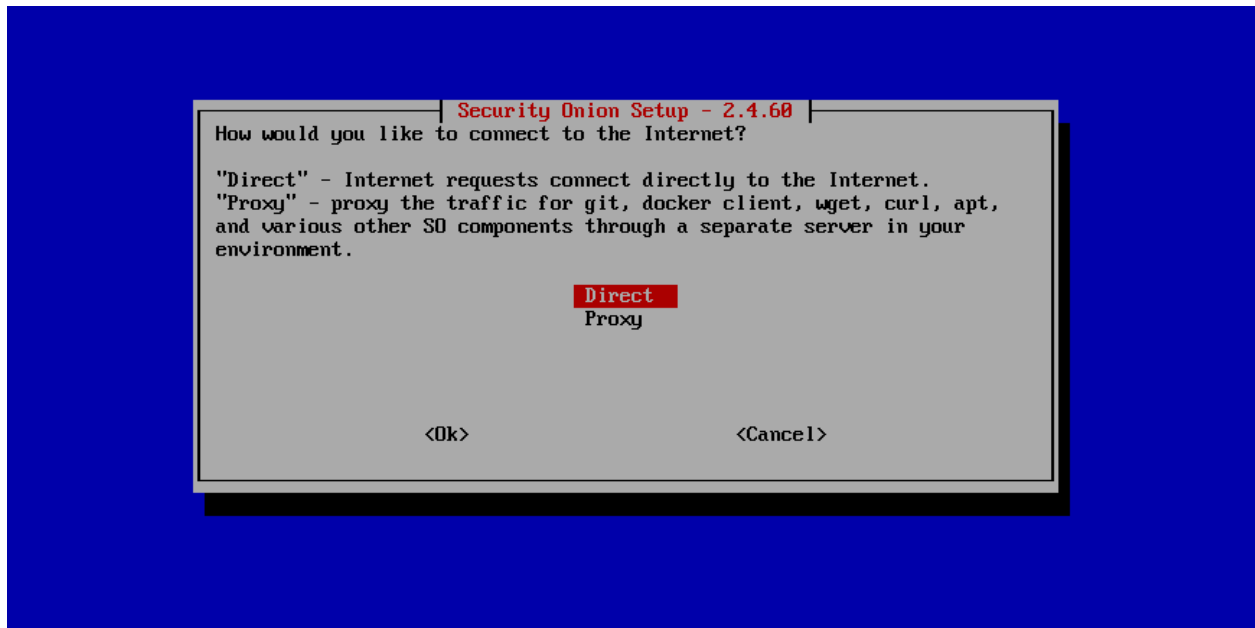 Security Onion Setup - 2.4.60
How would you like to connect to the Internet?
"Direct" - Internet requests connect directly to the Internet.
"Proxy" - proxy the traffic for git, docker client, wget, curl, apt,
and various other SO components through a separate server in your
environment.
Direct
Proxy
<Ok> <Cancel>